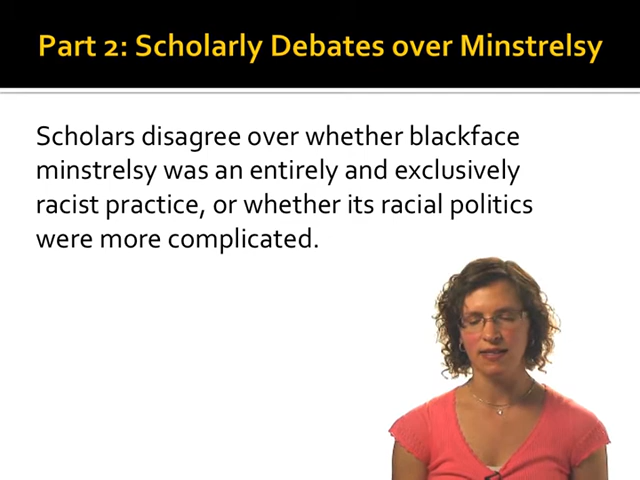 Part 2: Scholarly Debates over Minstrelsy
Scholars disagree over whether blackface
minstrelsy was an entirely and exclusively
racist practice, or whether its racial politics
were more complicated.